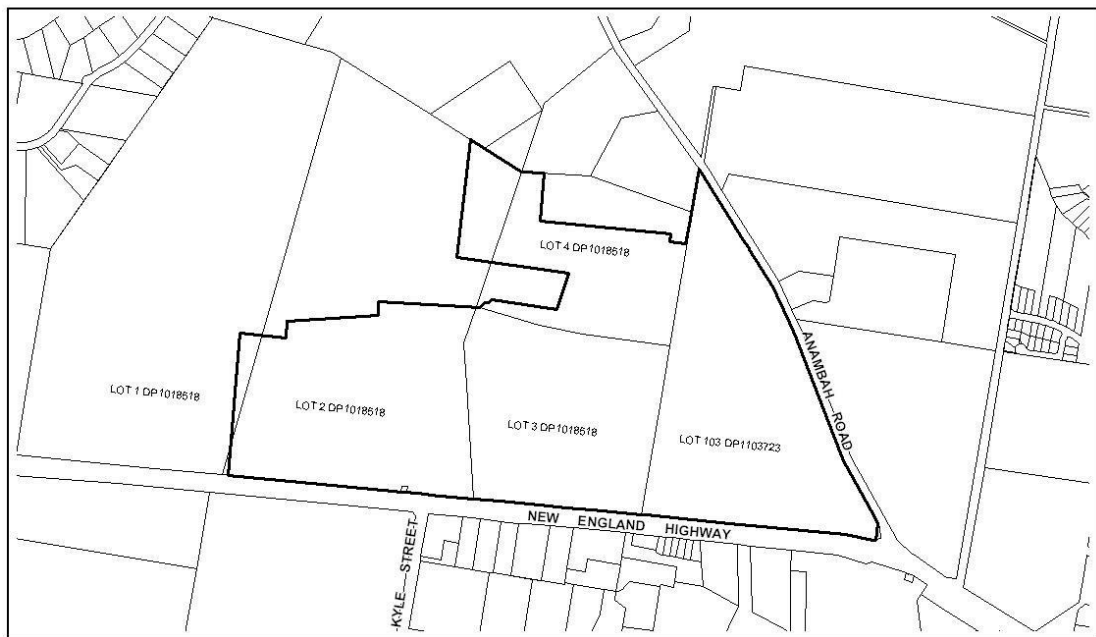 LOT 4 DP1018518
ANAMBAH ROAD
LOT 1 DP1018518
LOT 2 DP1018518
LOT 3 DP1018518
LOT 103 DP1103723
NEW ENGLAND HIGHWAY
KYLE STREET